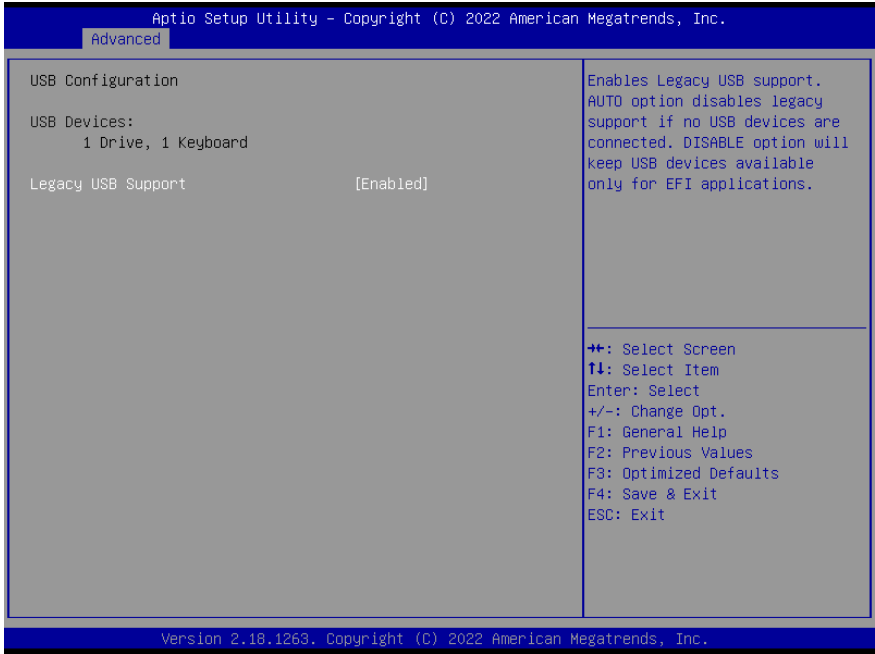 Aptio Setup Utility – Copyright (C) 2022 American Megatrends, Inc.
Advanced
USB Configuration
USB Devices:
1 Drive, 1 Keyboard
Legacy USB Support [Enabled]
Enables Legacy USB support.
AUTO option disables legacy
support if no USB devices are
connected. DISABLE option will
keep USB devices available
only for EFI applications.
→←: Select Screen
↑↓: Select Item
Enter: Select
+/-: Change Opt.
F1: General Help
F2: Previous Values
F3: Optimized Defaults
F4: Save & Exit
ESC: Exit
Version 2.18.1263. Copyright (C) 2022 American Megatrends, Inc.